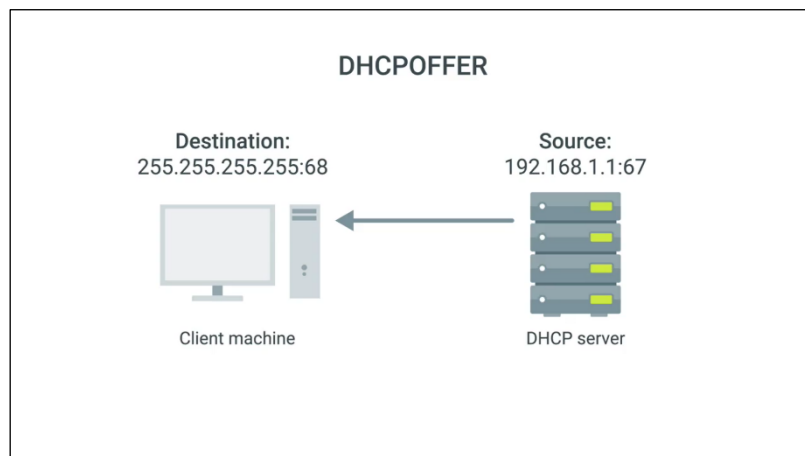 DHCPOFFER
Destination:
255.255.255.255:68
Source:
192.168.1.1:67
Client machine
DHCP server